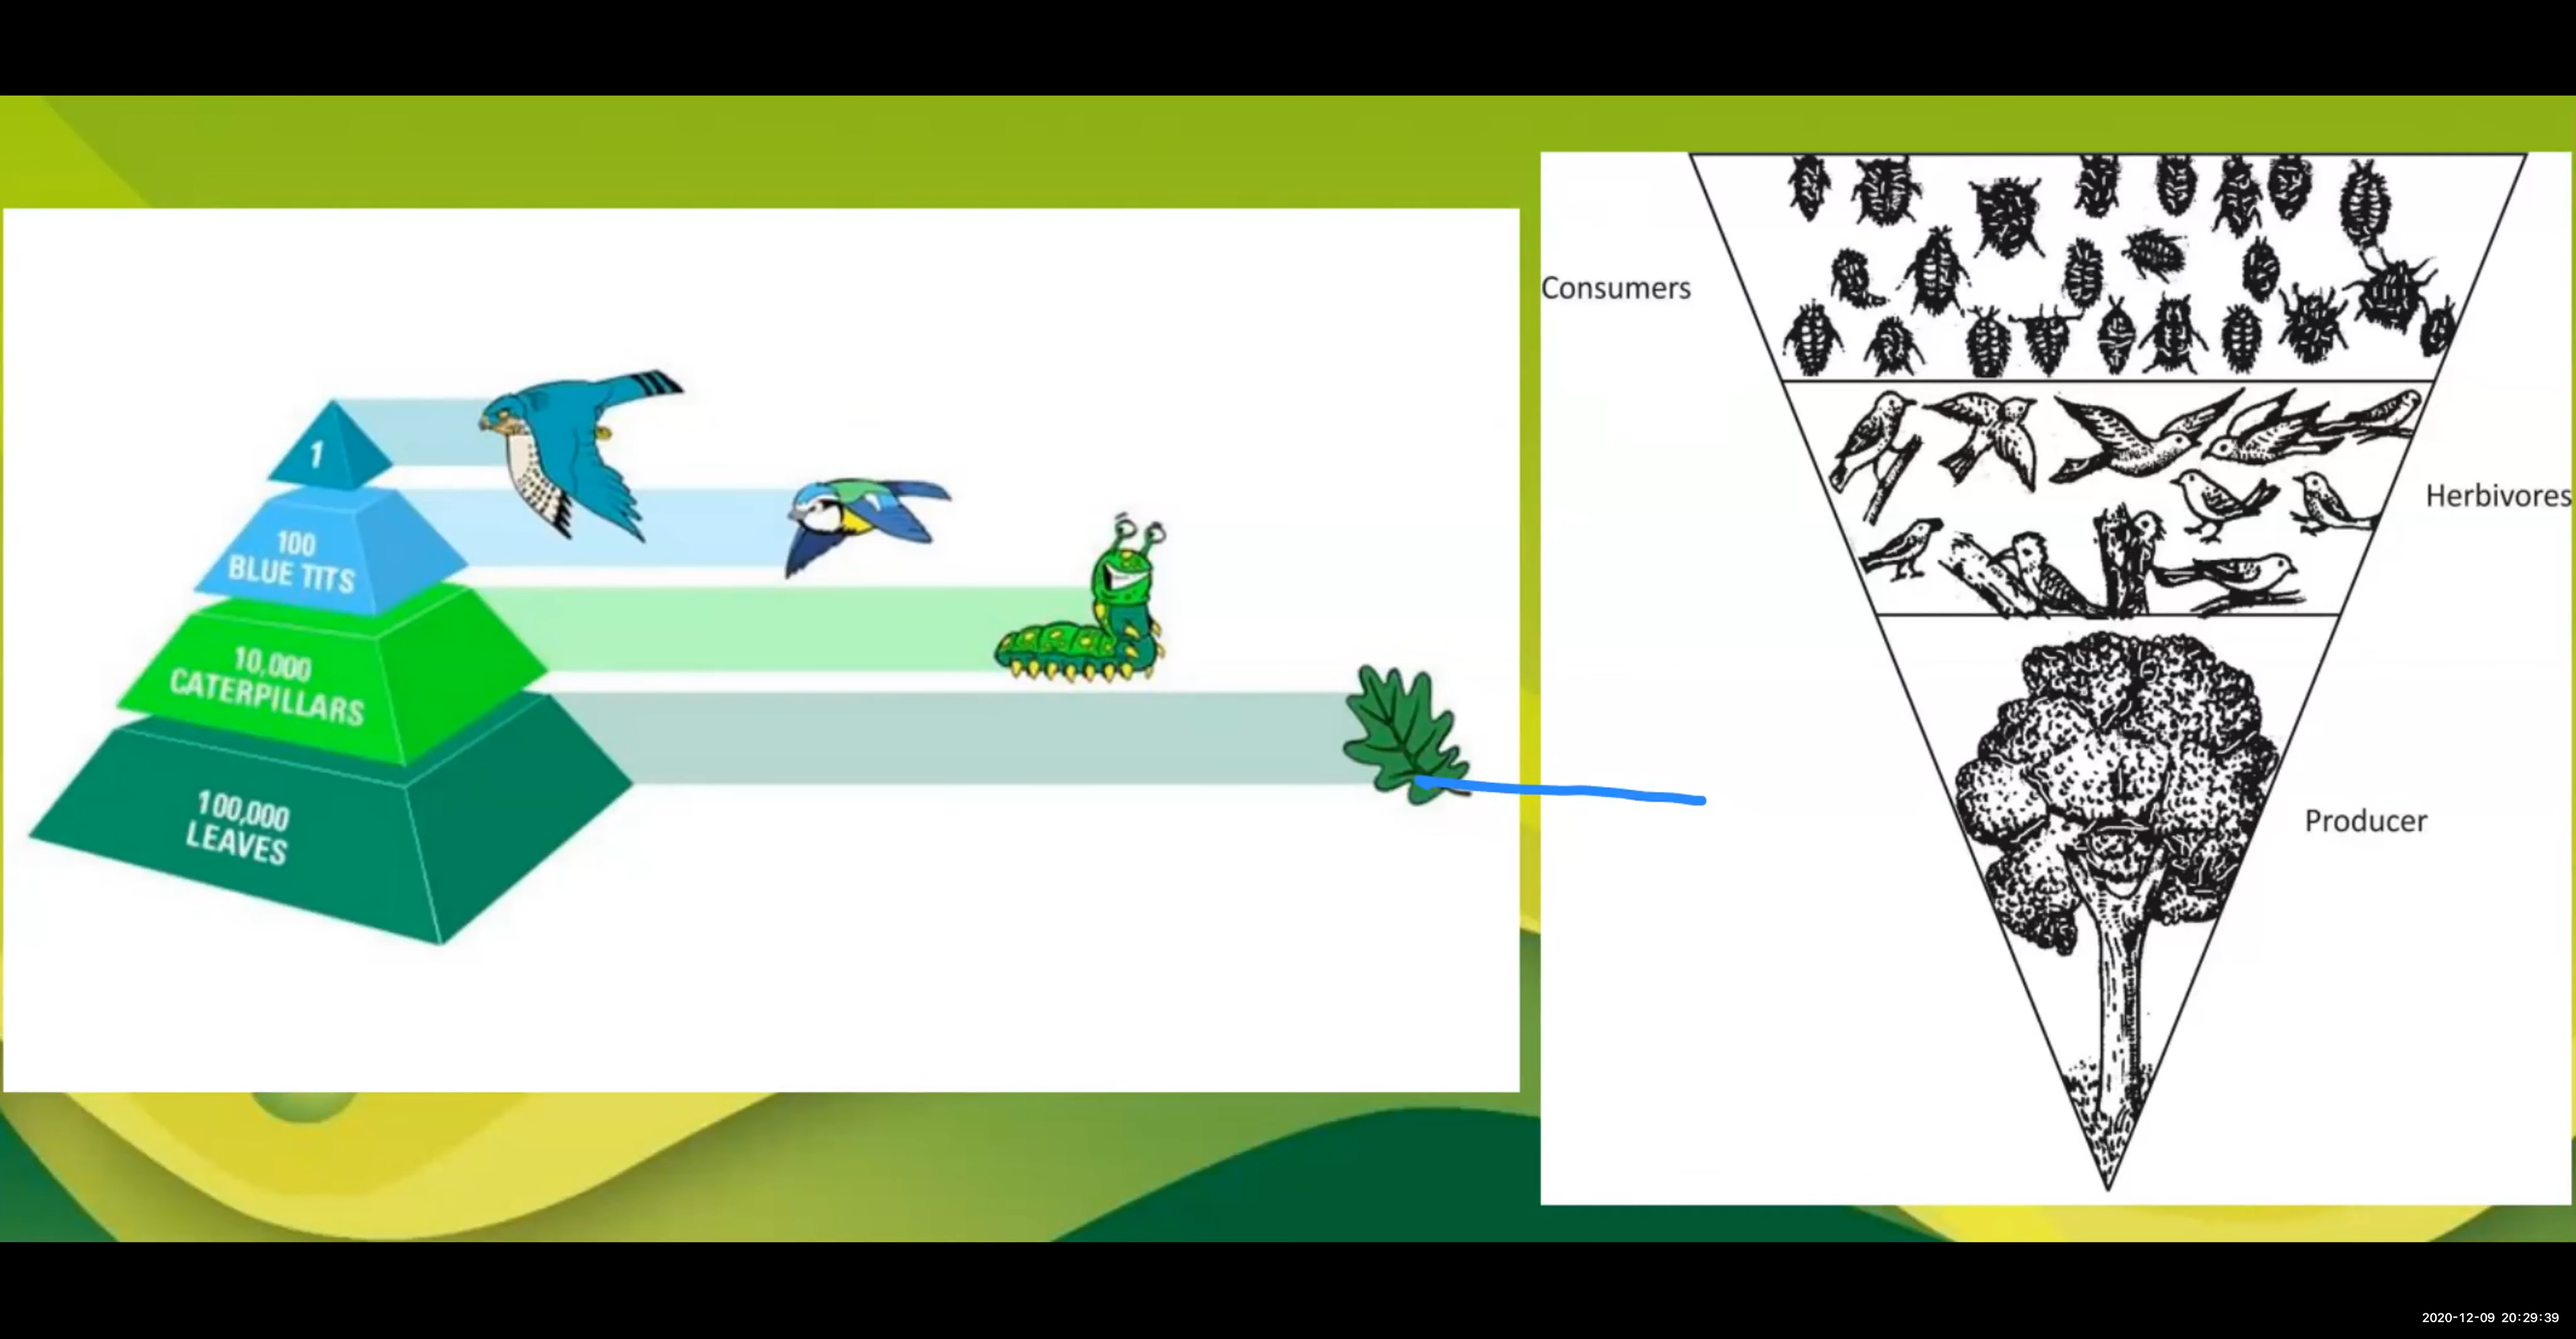 1
100
BLUE TITS
10,000
CATERPILLARS
100,000
LEAVES
Consumers
Herbivores
Producer
2020-12-09 20:29:39